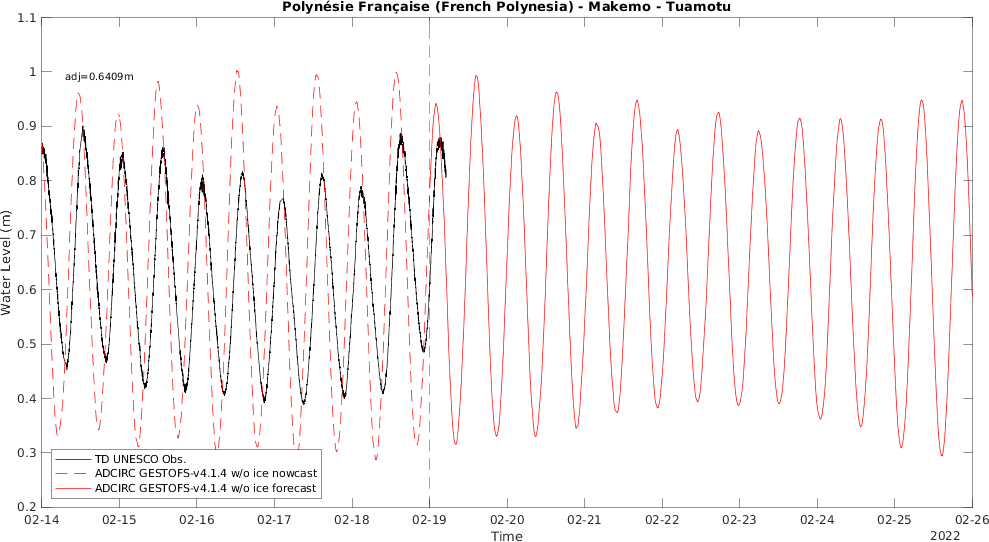 Polynésie Française (French Polynesia) - Makemo - Tuamotu
1.1
1
0.9
0.8
0.7
0.6
0.5
0.4
0.3
0.2
Water Level (m)
adj=0.6409m
TD UNESCO Obs.
ADCIRC GESTOFS-v4.1.4 w/o ice nowcast
ADCIRC GESTOFS-v4.1.4 w/o ice forecast
02-14 02-15 02-16 02-17 02-18 02-19 02-20 02-21 02-22 02-23 02-24 02-25 02-26
Time
2022